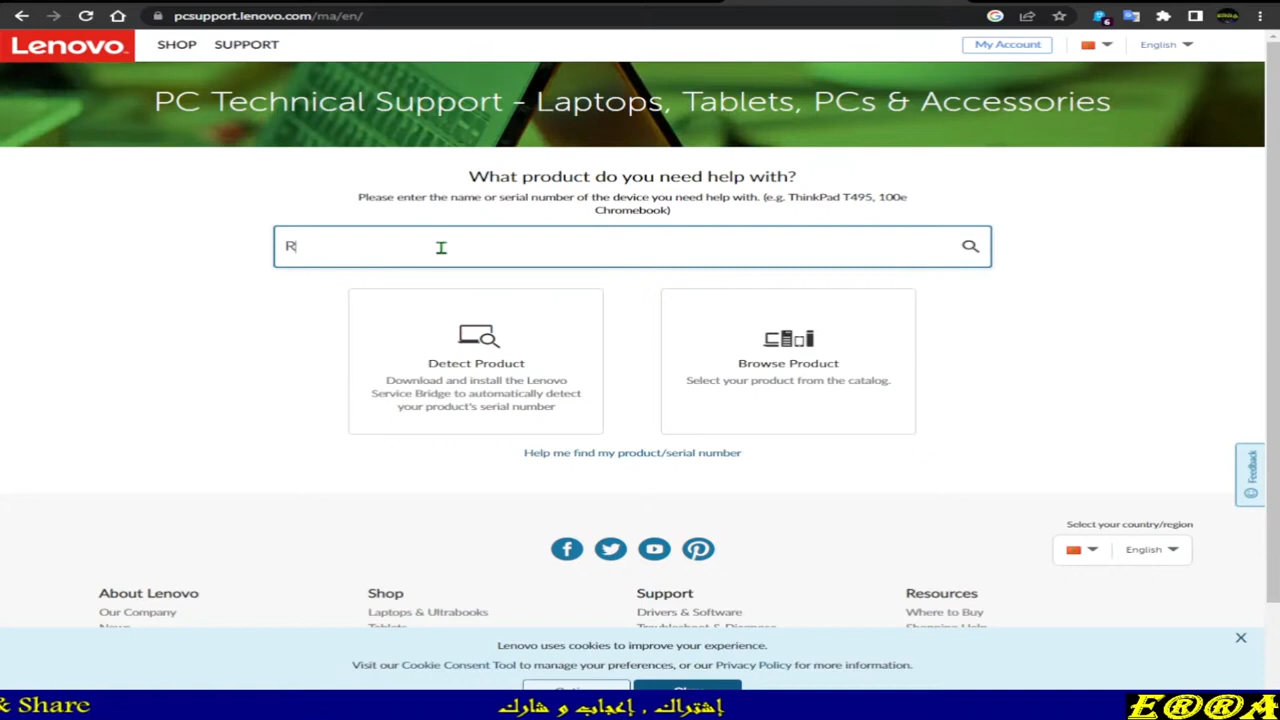 pcsupport.lenovo.com/ma/en/
6
Lenovo
SHOP SUPPORT
My Account
English
PC Technical Support - Laptops, Tablets, PCs & Accessories
What product do you need help with?
Please enter the name or serial number of the device you need help with. (e.g. ThinkPad T495, 100e
Chromebook)
R
Detect Product
Download and install the Lenovo
Service Bridge to automatically detect
your product's serial number
Browse Product
Select your product from the catalog.
Help me find my product/serial number
Feedback
Select your country/region
English
About Lenovo
Our Company
Shop
Laptops & Ultrabooks
Tablets
Support
Drivers & Software
Troubleshoot & Diagnose
Resources
Where to Buy
Shopping Help
Lenovo uses cookies to improve your experience.
Visit our Cookie Consent Tool to manage your preferences, or our Privacy Policy for more information.
& Share
إشتراك , إعجاب و شارك
ERRA